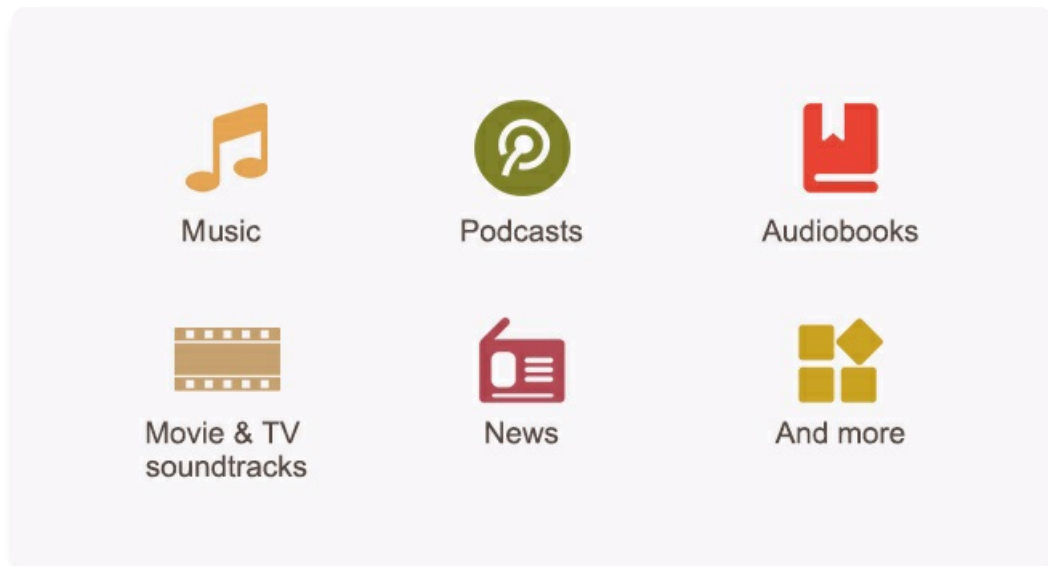 Music
Podcasts
Audiobooks
Movie & TV
soundtracks
News
And more